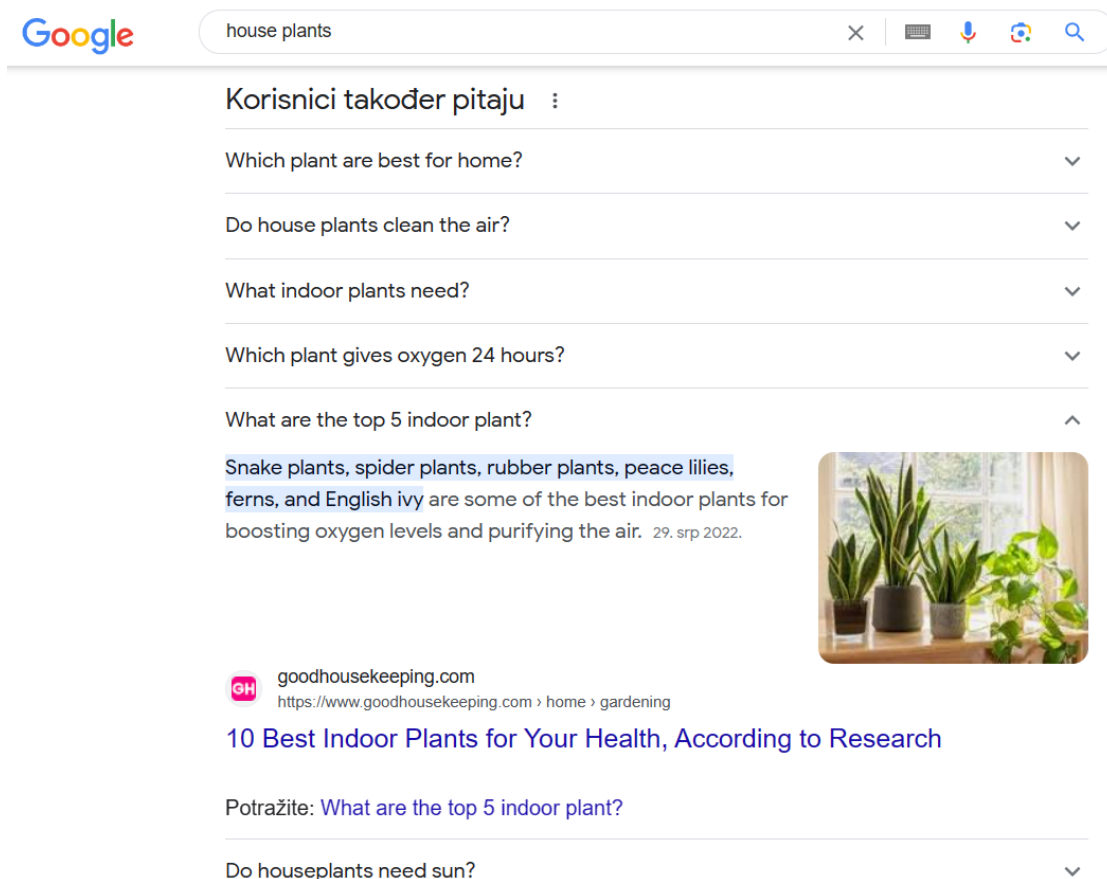 Google
house plants
Korisnici također pitaju
Which plant are best for home?
Do house plants clean the air?
What indoor plants need?
Which plant gives oxygen 24 hours?
What are the top 5 indoor plant?
Snake plants, spider plants, rubber plants, peace lilies,
ferns, and English ivy are some of the best indoor plants for
boosting oxygen levels and purifying the air. 29. srp 2022.
GH
goodhousekeeping.com
https://www.goodhousekeeping.com › home › gardening
10 Best Indoor Plants for Your Health, According to Research
Potražite: What are the top 5 indoor plant?
Do houseplants need sun?